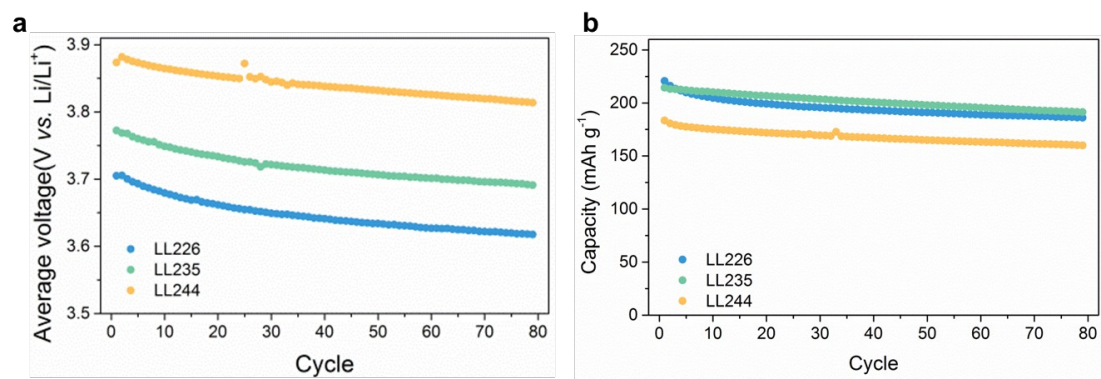 a
Average voltage(V vs. Li/Li+)
3.9
3.8
3.7
3.6
3.5
LL226
LL235
LL244
0 10 20 30 40 50 60 70 80
Cycle
b
Capacity (mAh g-1)
250
200
150
100
50
0
LL226
LL235
LL244
0 10 20 30 40 50 60 70 80
Cycle